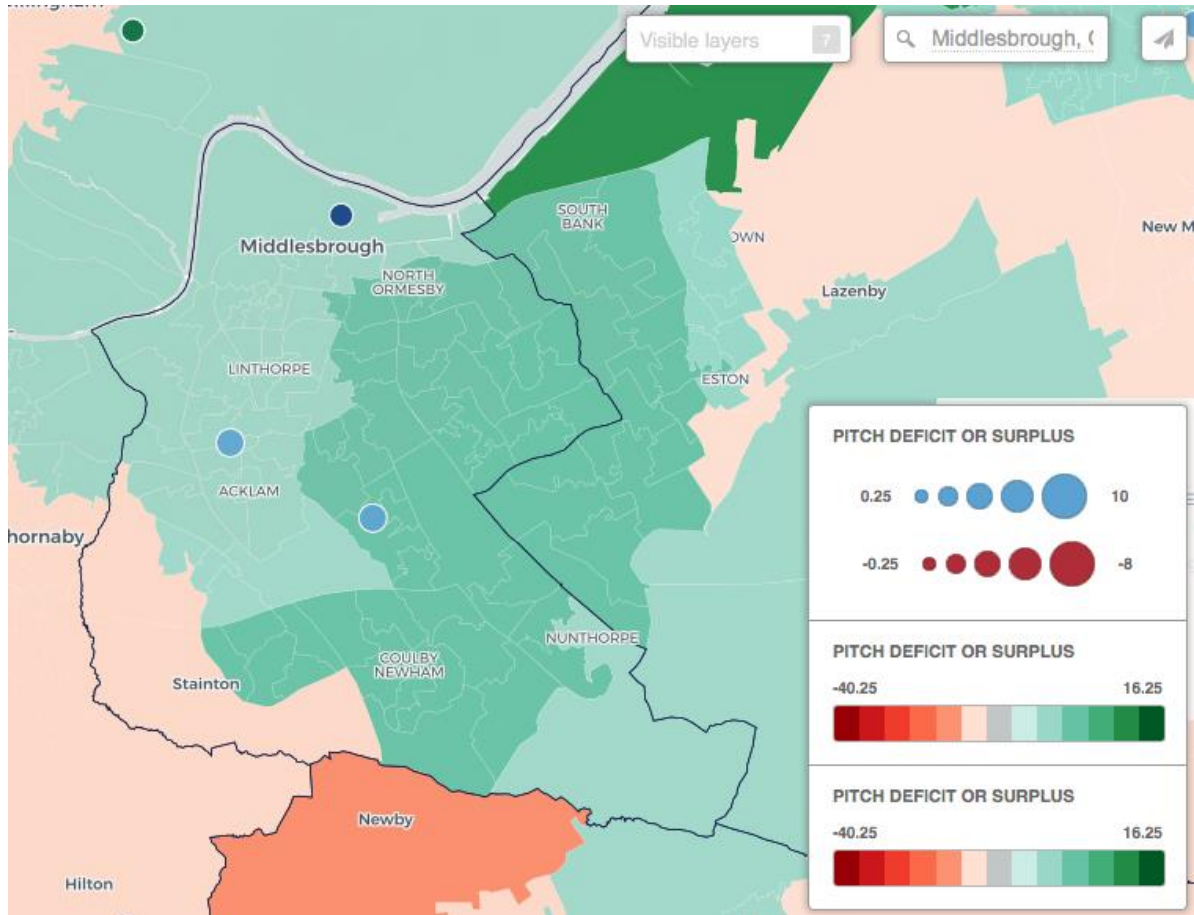 Visible layers 7
Middlesbrough, (
SOUTH
BANK
OWN
New M
Middlesbrough
NORTH
ORMESBY
Lazenby
LINTHORPE
ESTON
ACKLAM
hornaby
NUNTHORPE
COULBY
NEWHAM
Stainton
Newby
Hilton
PITCH DEFICIT OR SURPLUS
0.25 10
-0.25 -8
PITCH DEFICIT OR SURPLUS
-40.25 16.25
PITCH DEFICIT OR SURPLUS
-40.25 16.25